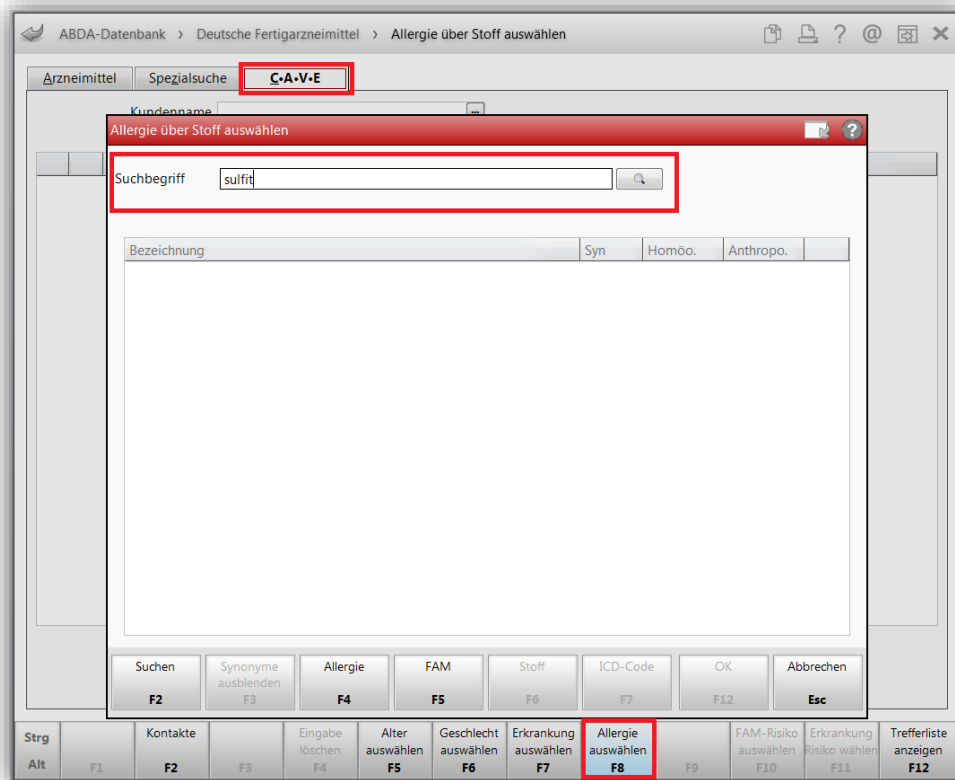 ABDA-Datenbank › Deutsche Fertigarzneimittel › Allergie über Stoff auswählen
? @
Arzneimittel Spezialsuche C•A•V•E
Kundenname ...
Allergie über Stoff auswählen ?
Suchbegriff sulfit
Bezeichnung Syn Homöo. Anthropo.
Suchen Synonyme ausblenden Allergie FAM Stoff ICD-Code OK Abbrechen
F2 F3 F4 F5 F6 F7 F12 Esc
Strg Kontakte Eingabe Alter Geschlecht Erkrankung Allergie FAM-Risiko Erkrankung Trefferliste
löschen auswählen auswählen auswählen auswählen auswählen Risiko wählen anzeigen
Alt F1 F2 F3 F4 F5 F6 F7 F8 F9 F10 F11 F12